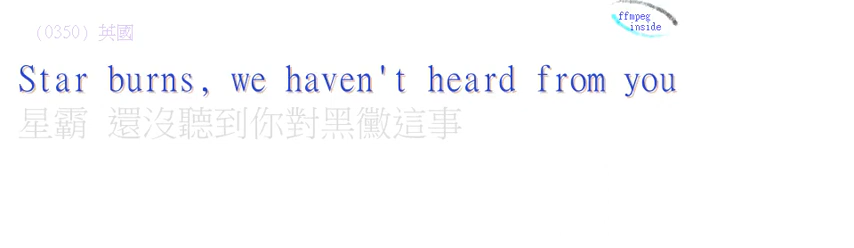 (0350) 英國
ffmpeg
inside
Star burns, we haven't heard from you
星霸 還沒聽到你對黑黴這事